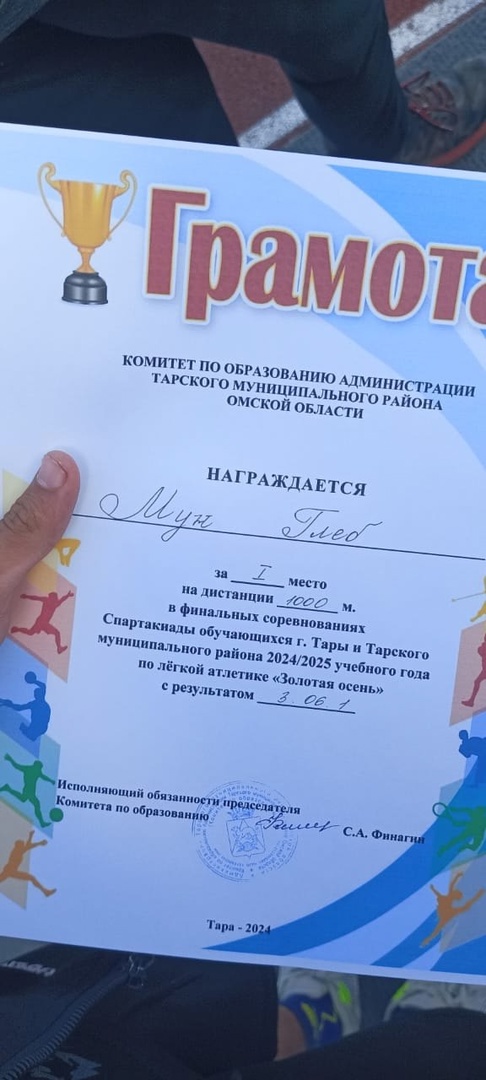 Грамота
КОМИТЕТ ПО ОБРАЗОВАНИЮ АДМИНИСТРАЦИИ
ТАРСКОГО МУНИЦИПАЛЬНОГО РАЙОНА
ОМСКОЙ ОБЛАСТИ
НАГРАЖДАЕТСЯ
Мун Глеб
за I место
на дистанции 1000 м.
в финальных соревнованиях
Спартакиады обучающихся г. Тары и Тарского
муниципального района 2024/2025 учебного года
по лёгкой атлетике «Золотая осень»
с результатом 3.06.1
Исполняющий обязанности председателя
Комитета по образованию
С.А. Финагин
Тара - 2024